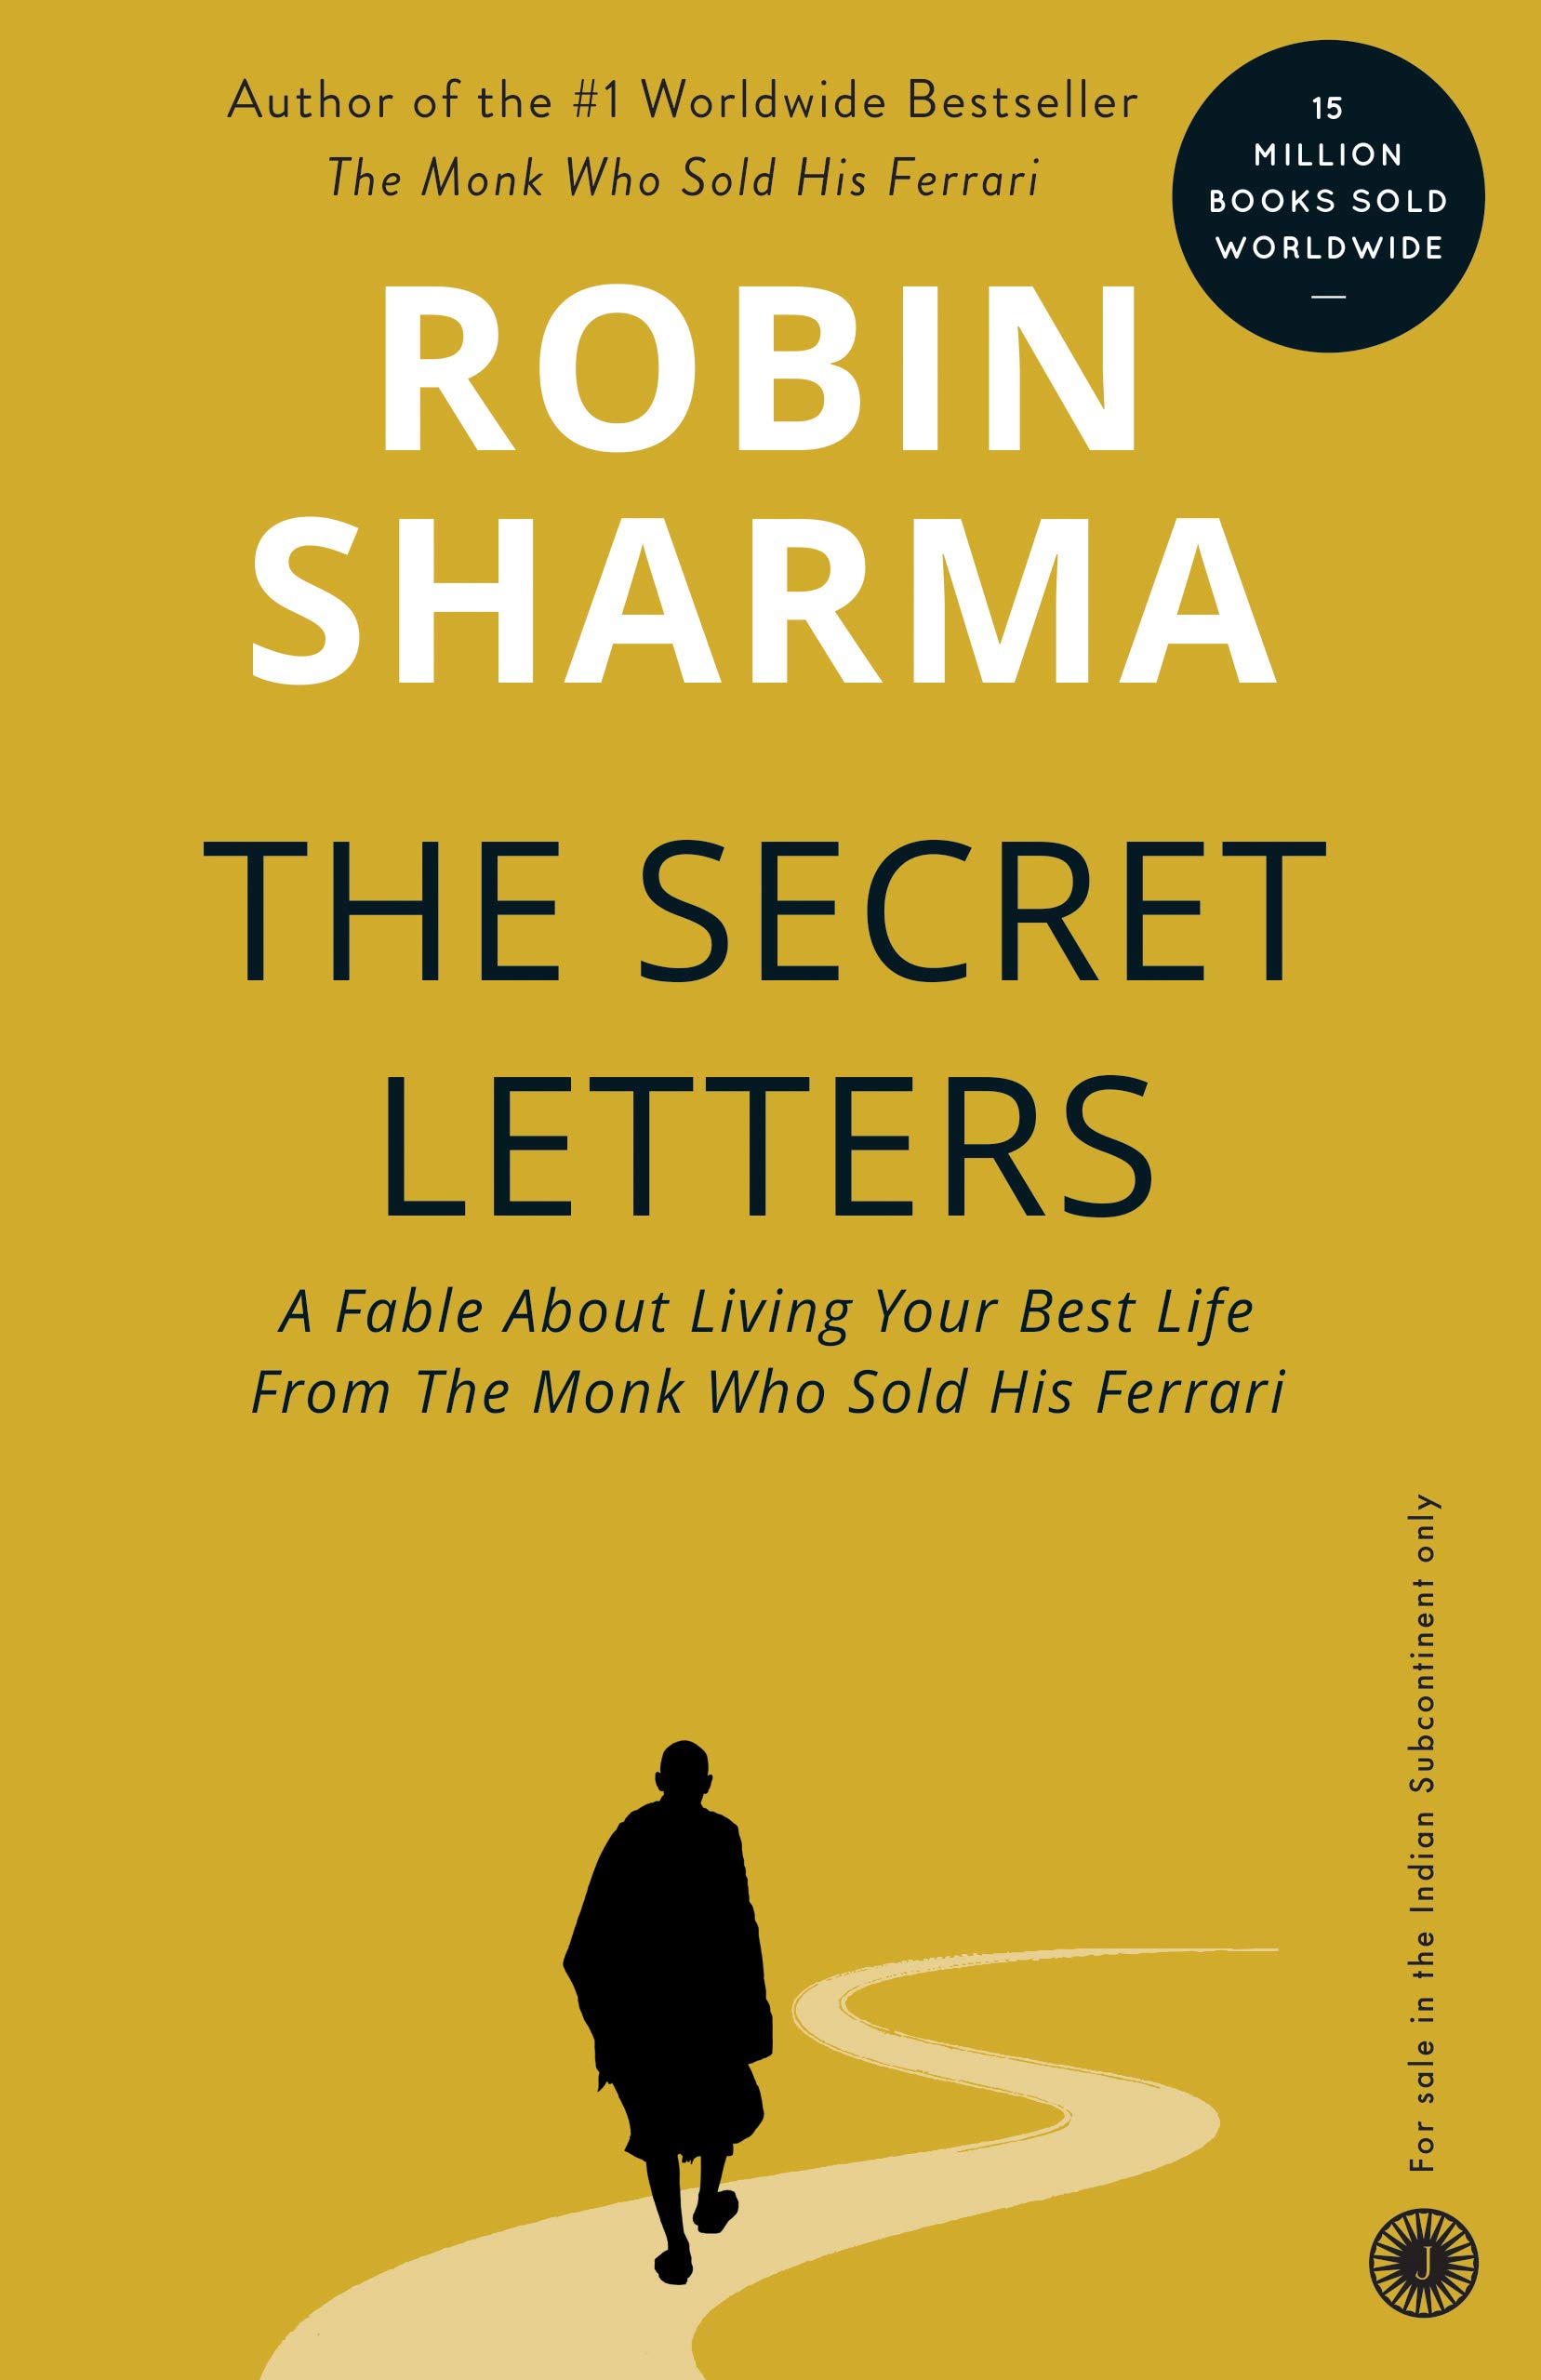 Author of the #1 Worldwide Bestseller
The Monk Who Sold His Ferrari
15
MILLION
BOOKS SOLD
WORLDWIDE
ROBIN
SHARMA
THE SECRET
LETTERS
A Fable About Living Your Best Life
From The Monk Who Sold His Ferrari
For sale in the Indian Subcontinent only
J